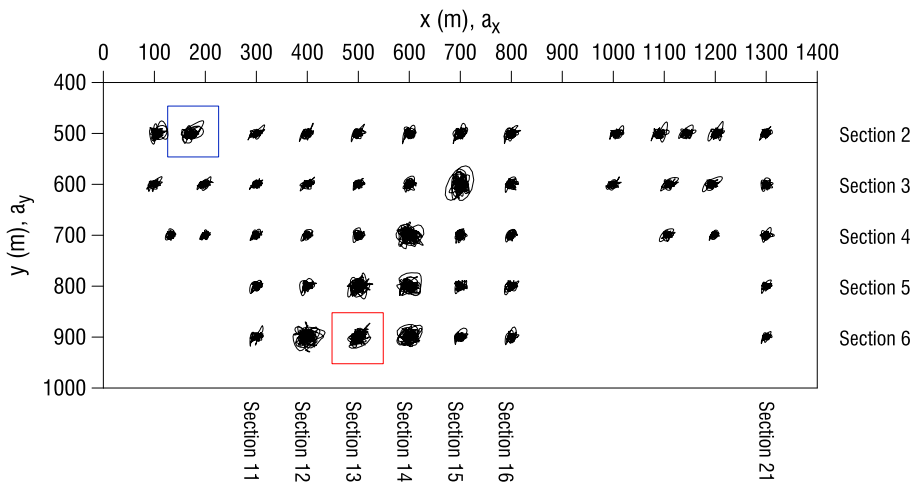 x (m), ax
0 100 200 300 400 500 600 700 800 900 1000 1100 1200 1300 1400
y (m), ay
400
500
600
700
800
900
1000
Section 2
Section 3
Section 4
Section 5
Section 6
Section 11
Section 12
Section 13
Section 14
Section 15
Section 16
Section 21